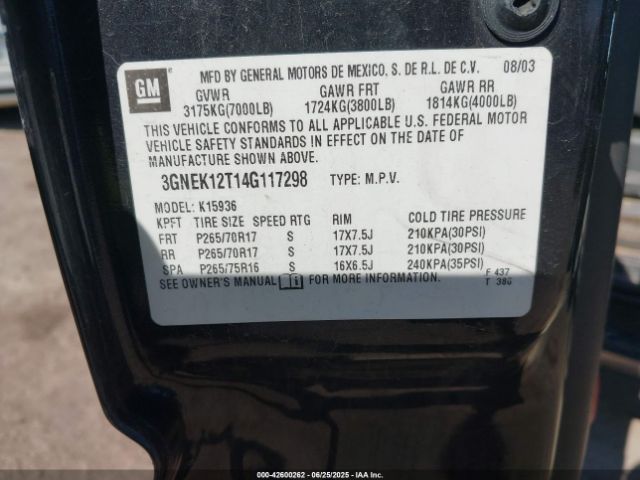 GM
MFD BY GENERAL MOTORS DE MEXICO, S. DE R.L. DE C.V. 08/03
GVWR GAWR FRT GAWR RR
3175KG(7000LB) 1724KG(3800LB) 1814KG(4000LB)
THIS VEHICLE CONFORMS TO ALL APPLICABLE U.S. FEDERAL MOTOR
VEHICLE SAFETY STANDARDS IN EFFECT ON THE DATE OF
MANUFACTURE SHOWN ABOVE.
3GNEK12T14G117298 TYPE: M.P.V.
MODEL: K15936
KPFT TIRE SIZE SPEED RTG RIM COLD TIRE PRESSURE
FRT P265/70R17 S 17X7.5J 210KPA(30PSI)
RR P265/70R17 S 17X7.5J 210KPA(30PSI)
SPA P265/75R16 S 16X6.5J 240KPA(35PSI)
SEE OWNER'S MANUAL FOR MORE INFORMATION.
F 437
T 380
000-42600262 - 06/25/2025 - IAAI.com